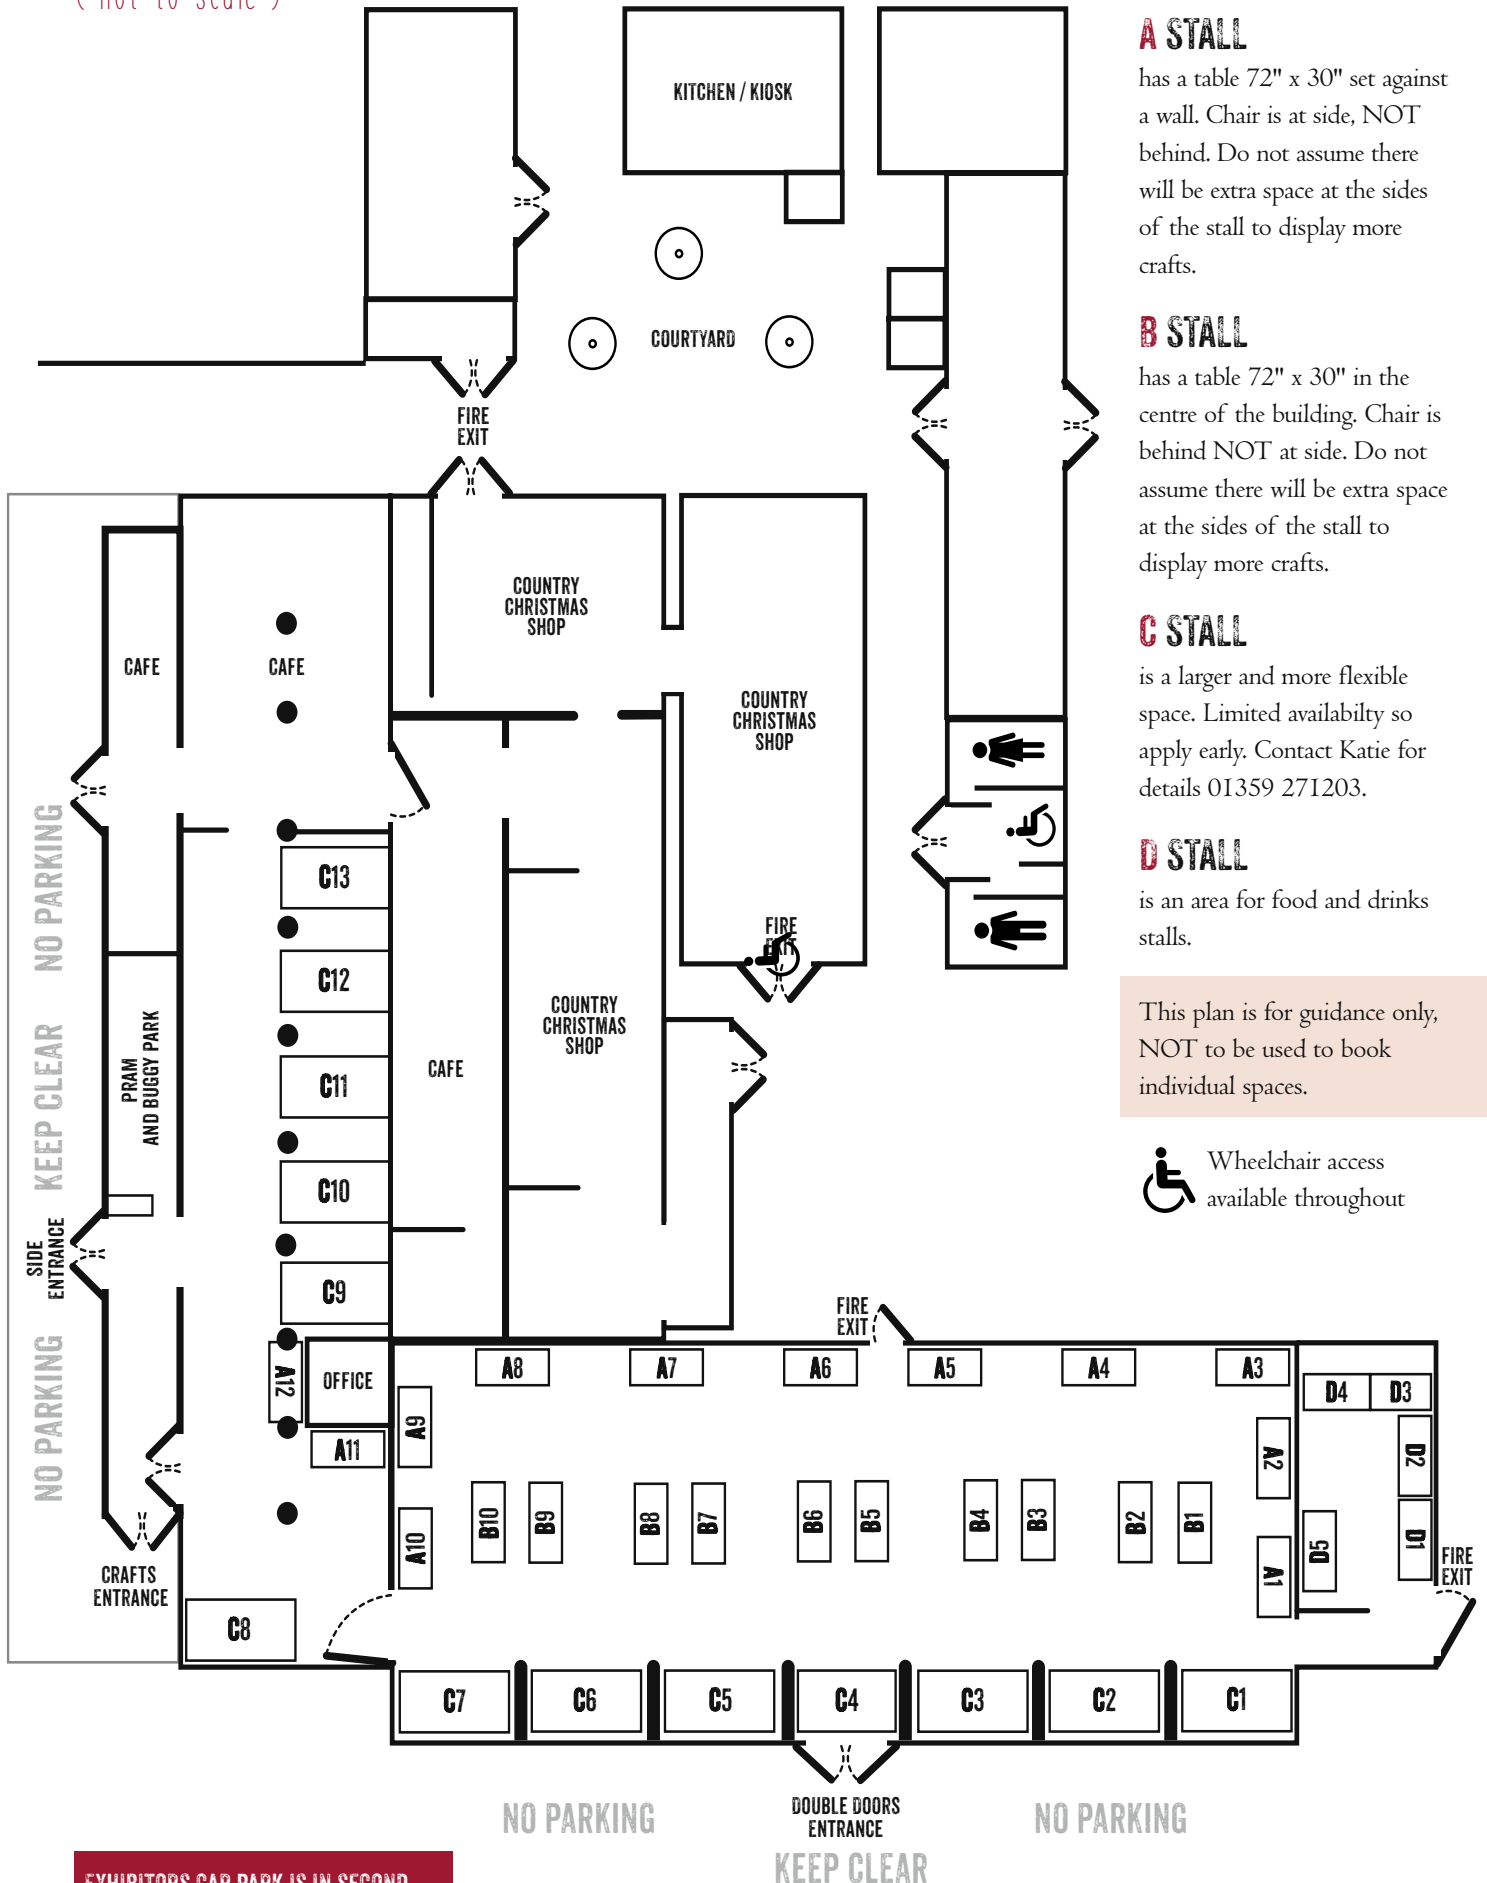 ( not to scale )
KITCHEN / KIOSK
COURTYARD
FIRE
EXIT
COUNTRY
CHRISTMAS
SHOP
CAFE
CAFE
COUNTRY
CHRISTMAS
SHOP
FIRE
EXIT
COUNTRY
CHRISTMAS
SHOP
CAFE
NO PARKING
KEEP CLEAR
NO PARKING
PRAM
AND BUGGY PARK
SIDE
ENTRANCE
C13
C12
C11
C10
C9
A12
OFFICE
A11
CRAFTS
ENTRANCE
C8
FIRE
EXIT
A8
A7
A6
A5
A4
A3
A9
A10
A2
A1
B10
B9
B8
B7
B6
B5
B4
B3
B2
B1
D4
D3
D2
D1
D5
FIRE
EXIT
C7
C6
C5
C4
C3
C2
C1
NO PARKING
DOUBLE DOORS
ENTRANCE
NO PARKING
KEEP CLEAR
EXHIBITORS CAR PARK IS IN SECOND
A STALL
has a table 72" x 30" set against
a wall. Chair is at side, NOT
behind. Do not assume there
will be extra space at the sides
of the stall to display more
crafts.
B STALL
has a table 72" x 30" in the
centre of the building. Chair is
behind NOT at side. Do not
assume there will be extra space
at the sides of the stall to
display more crafts.
C STALL
is a larger and more flexible
space. Limited availabilty so
apply early. Contact Katie for
details 01359 271203.
D STALL
is an area for food and drinks
stalls.
This plan is for guidance only,
NOT to be used to book
individual spaces.
Wheelchair access
available throughout